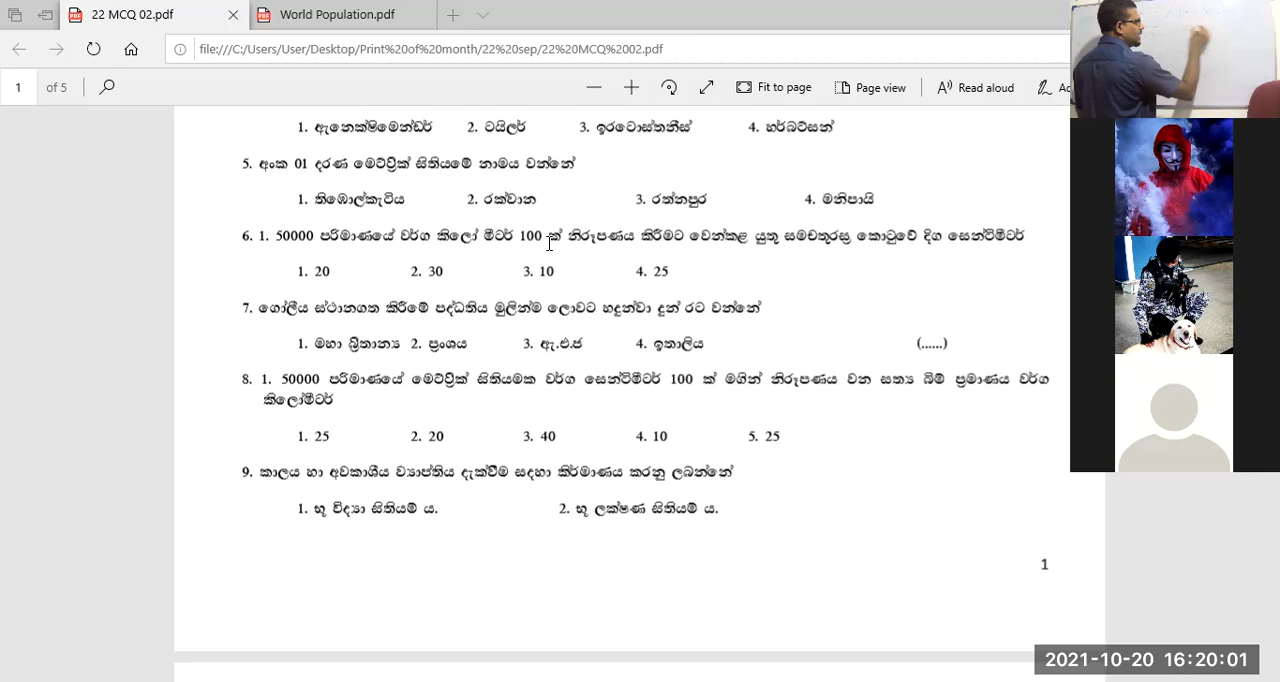 22 MCQ 02.pdf
World Population.pdf
file:///C:/Users/User/Desktop/Print%20of%20month/22%20sep/22%20MCQ%2002.pdf
1 of 5
Fit to page
Page view
Read aloud
1. ඇනෙක්ෂිමෙන්ඩර් 2. ටයිලර් 3. ඉරටොස්තනීස් 4. හර්බට්සන්
5. අංක 01 දරණ මෙට්‍රික් සිතියමේ නාමය වන්නේ
1. තිඹොල්කැටිය 2. රක්වාන 3. රත්නපුර 4. මනිපායි
6. 1. 50000 පරිමාණයේ වර්ග කිලෝ මීටර් 100 ක් නිරූපණය කිරීමට වෙන්කළ යුතු සමචතුරස්‍ර කොටුවේ දිග සෙන්ටිමීටර්
1. 20 2. 30 3. 10 4. 25
7. ගෝලීය ස්ථානගත කිරීමේ පද්ධතිය මුලින්ම ලොවට හදුන්වා දුන් රට වන්නේ
1. මහා බ්‍රිතාන්‍ය 2. ප්‍රංශය 3. ඇ.එ.ජ 4. ඉතාලිය (......)
8. 1. 50000 පරිමාණයේ මෙට්‍රික් සිතියමක වර්ග සෙන්ටිමීටර් 100 ක් මගින් නිරූපණය වන සත්‍ය බිම් ප්‍රමාණය වර්ග
කිලෝමීටර්
1. 25 2. 20 3. 40 4. 10 5. 25
9. කාලය හා අවකාශීය ව්‍යාප්තිය දැක්වීම සදහා කිර්මාණය කරනු ලබන්නේ
1. භූ විද්‍යා සිතියම් ය. 2. භූ ලක්ෂණ සිතියම් ය.
1
2021-10-20 16:20:01